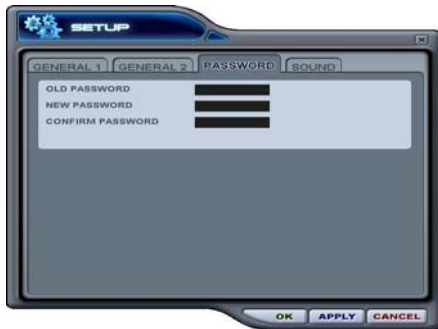 SETUP
GENERAL 1 GENERAL 2 PASSWORD SOUND
OLD PASSWORD
NEW PASSWORD
CONFIRM PASSWORD
OK APPLY CANCEL